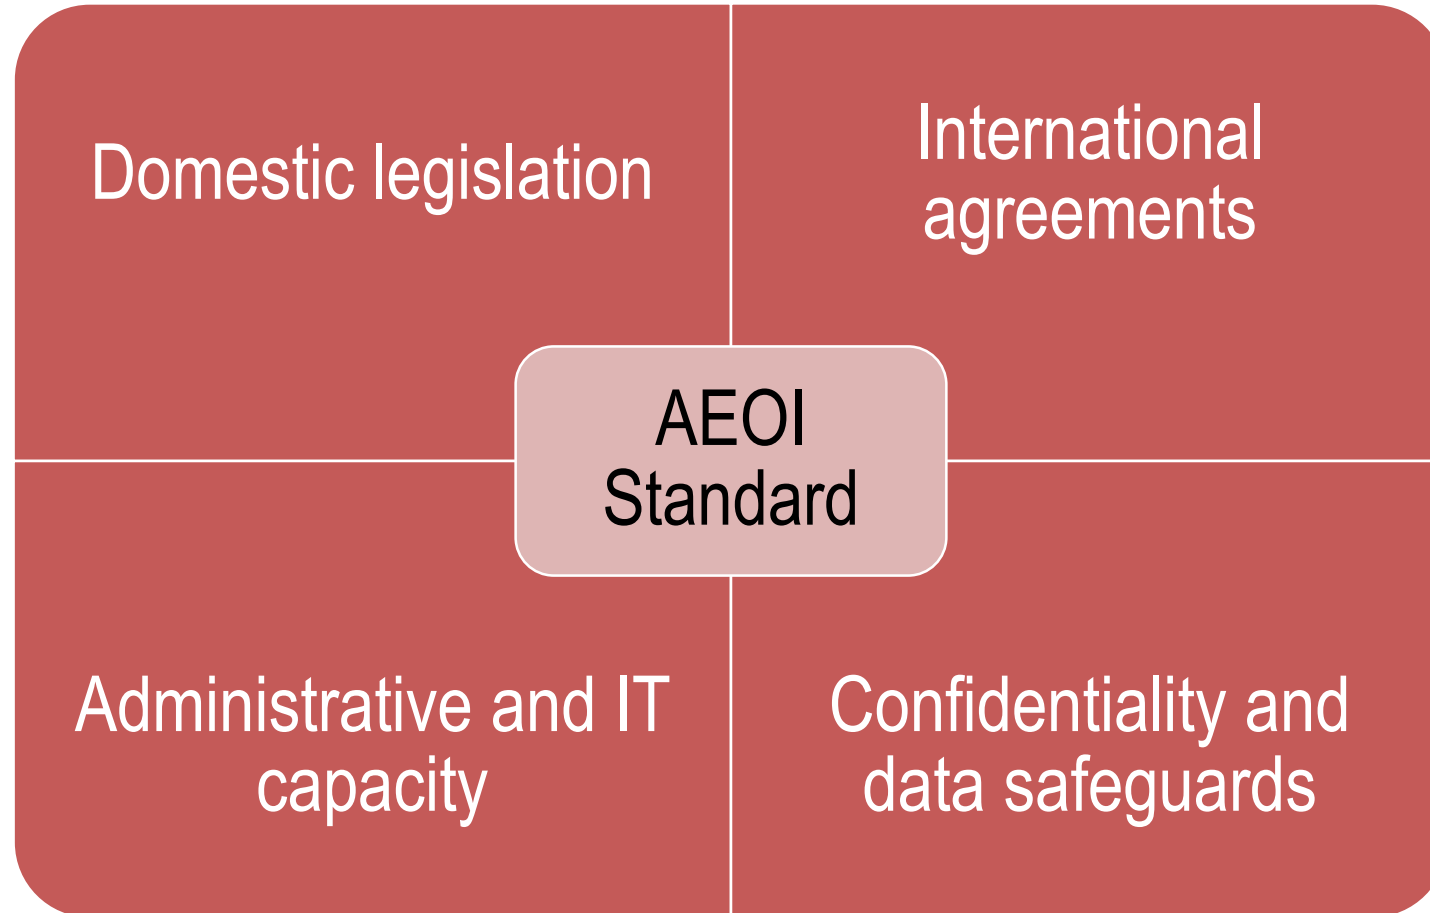 Domestic legislation
International
agreements
AEOI
Standard
Administrative and IT
capacity
Confidentiality and
data safeguards